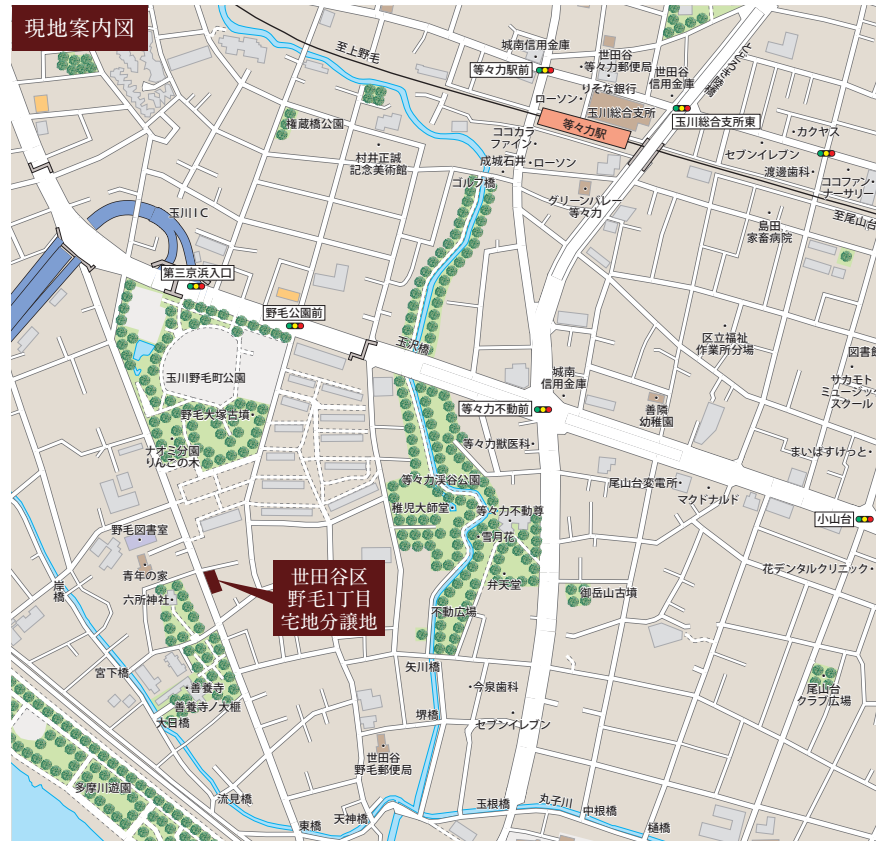 現地案内図
至上野毛
城南信用金庫
等々力駅前
世田谷
等々力郵便局
りそな銀行
世田谷
信用金庫
とどろき陸橋
ローソン
玉川総合支所
等々力駅
玉川総合支所東
カクヤス
セブンイレブン
渡邊歯科
ココファン・
ナーサリー
至尾山台
権蔵橋公園
村井正誠
記念美術館
ココカラ
ファイン
成城石井
ローソン
ゴルフ橋
グリーンバレー
等々力
島田
家畜病院
玉川IC
第三京浜入口
野毛公園前
玉沢橋
玉川野毛町公園
野毛大塚古墳
ナオミ分園
りんごの木
城南
信用金庫
等々力不動前
区立福祉
作業所分場
図書館
サカモト
ミュージック
スクール
善隣
幼稚園
等々力獣医科
まいばすけっと
等々力渓谷公園
稚児大師堂
等々力不動尊
雪月花
尾山台変電所
マクドナルド
小山台
野毛図書室
青年の家
六所神社
岸橋
世田谷区
野毛1丁目
宅地分譲地
弁天堂
不動広場
御岳山古墳
花デンタルクリニック
宮下橋
善養寺
善養寺ノ大榧
大日橋
矢川橋
今泉歯科
堺橋
セブンイレブン
尾山台
クラブ広場
世田谷
野毛郵便局
多摩川遊園
流見橋
東橋
天神橋
玉根橋
丸子川
中根橋
樋橋